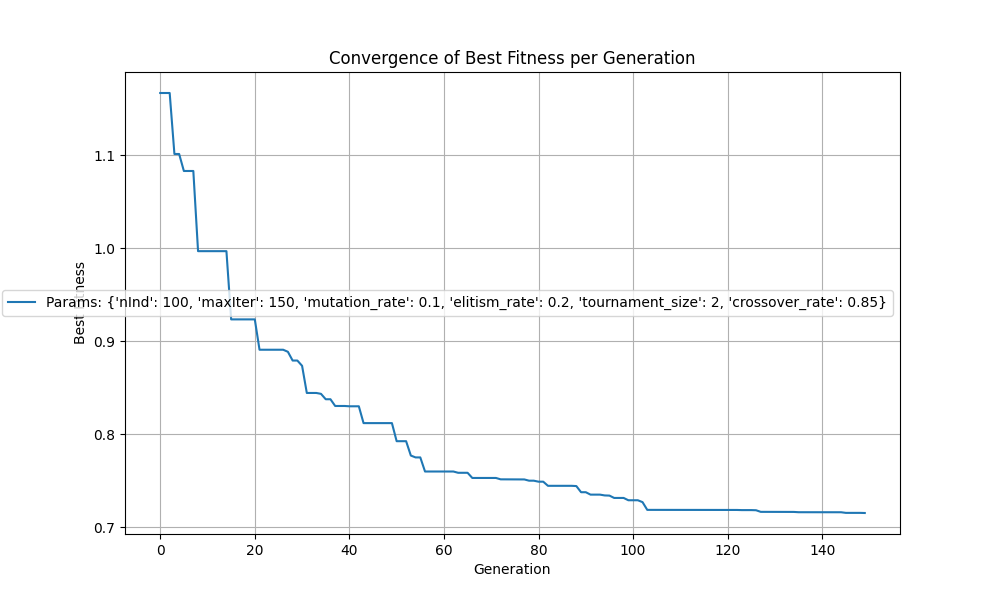 Convergence of Best Fitness per Generation
1.1
1.0
Params: {'nInd': 100, 'maxIter': 150, 'mutation_rate': 0.1, 'elitism_rate': 0.2, 'tournament_size': 2, 'crossover_rate': 0.85}
Best Fitness
0.9
0.8
0.7
0 20 40 60 80 100 120 140
Generation